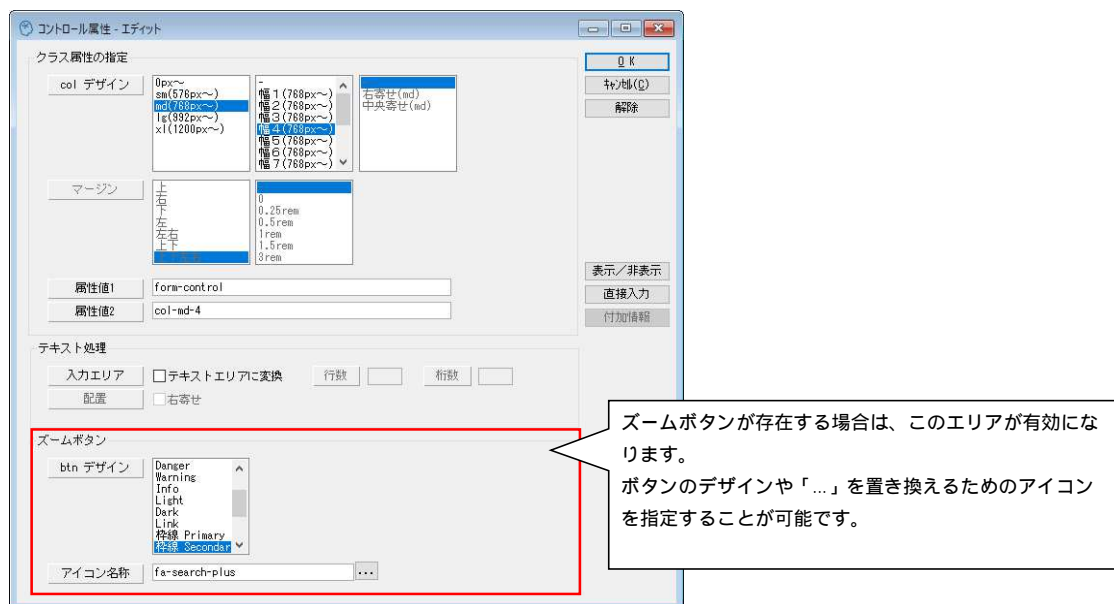 コントロール属性 - エディット
クラス属性の指定
col デザイン
0px～
sm(576px～)
md(768px～)
lg(992px～)
xl(1200px～)
-
幅1(768px～)
幅2(768px～)
幅3(768px～)
幅4(768px～)
幅5(768px～)
幅6(768px～)
幅7(768px～)
右寄せ(md)
中央寄せ(md)
OK
ｷｬﾝｾﾙ(C)
解除
マージン
上
右
下
左
左右
上下
0
0.25rem
0.5rem
1rem
1.5rem
3rem
表示／非表示
直接入力
付加情報
属性値1
form-control
属性値2
col-md-4
テキスト処理
入力エリア
テキストエリアに変換
行数
桁数
配置
右寄せ
ズームボタン
btn デザイン
Danger
Warning
Info
Light
Dark
Link
枠線 Primary
枠線 Secondar
アイコン名称
fa-search-plus
...
ズームボタンが存在する場合は、このエリアが有効にな
ります。
ボタンのデザインや「…」を置き換えるためのアイコン
を指定することが可能です。